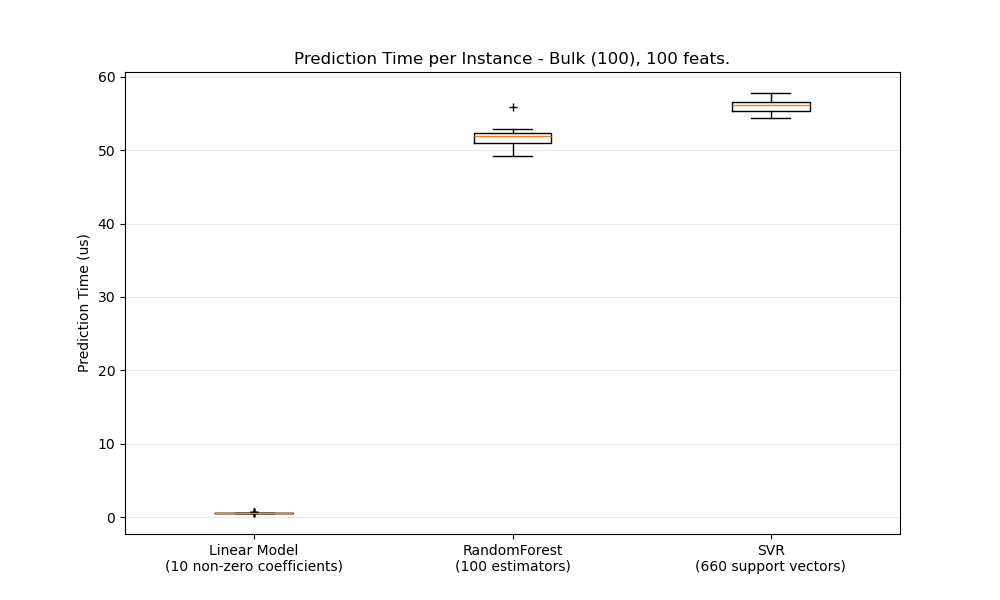 Prediction Time per Instance - Bulk (100), 100 feats.
Prediction Time (us)
60
50
40
30
20
10
0
Linear Model
(10 non-zero coefficients)
RandomForest
(100 estimators)
SVR
(660 support vectors)